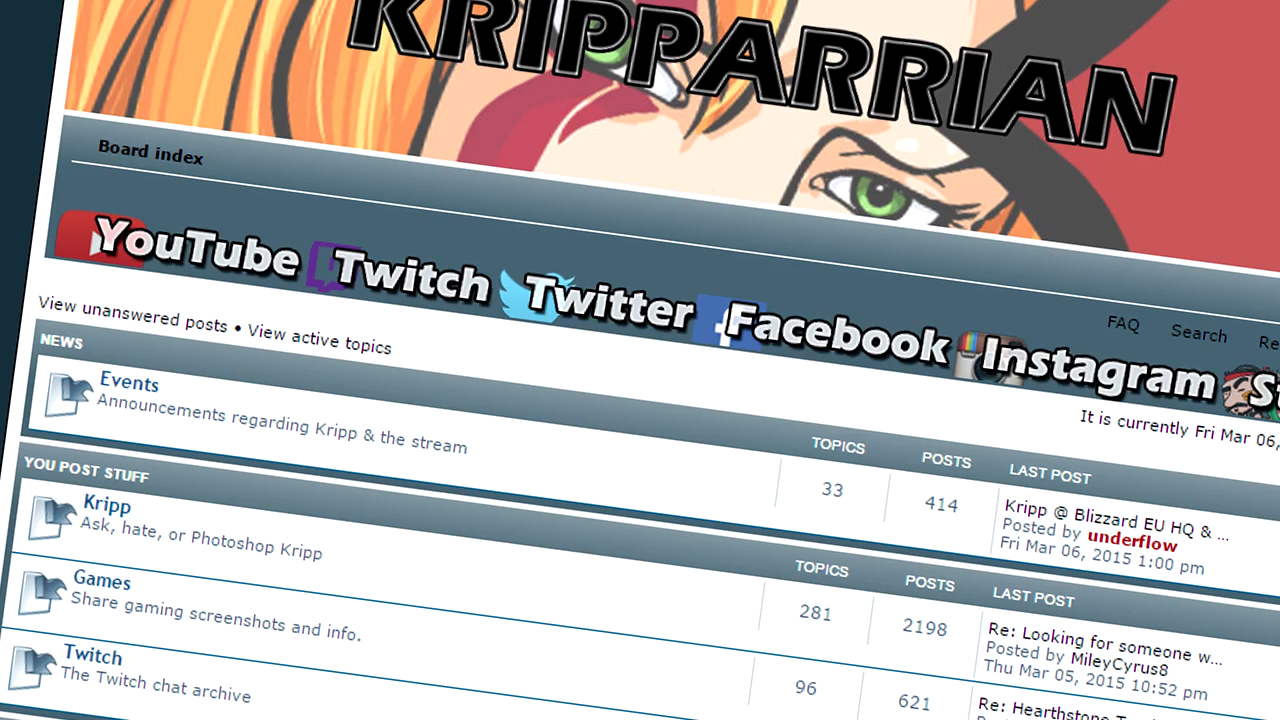 KRIPPARRIAN
Board index
YouTube Twitch Twitter Facebook Instagram
FAQ Search
View unanswered posts • View active topics
It is currently Fri Mar 06,
NEWS
TOPICS POSTS LAST POST
Events
Announcements regarding Kripp & the stream
33
414
Kripp @ Blizzard EU HQ & ...
Posted by underflow
Fri Mar 06, 2015 1:00 pm
YOU POST STUFF
TOPICS POSTS LAST POST
Kripp
Ask, hate, or Photoshop Kripp
281
2198
Re: Looking for someone w...
Posted by MileyCyrus8
Thu Mar 05, 2015 10:52 pm
Games
Share gaming screenshots and info.
96
621
Re: Hearthstone
Twitch
The Twitch chat archive